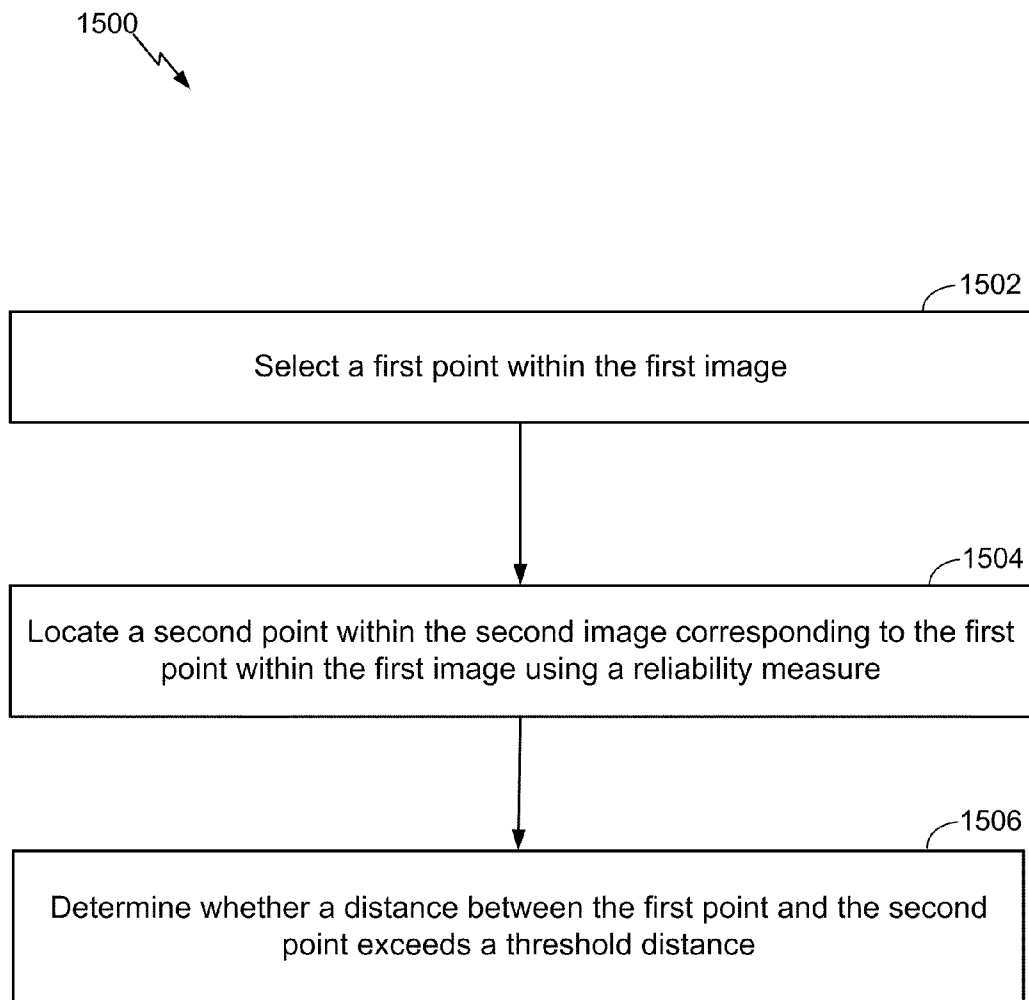 1500
1502
Select a first point within the first image
1504
Locate a second point within the second image corresponding to the first
point within the first image using a reliability measure
1506
Determine whether a distance between the first point and the second
point exceeds a threshold distance